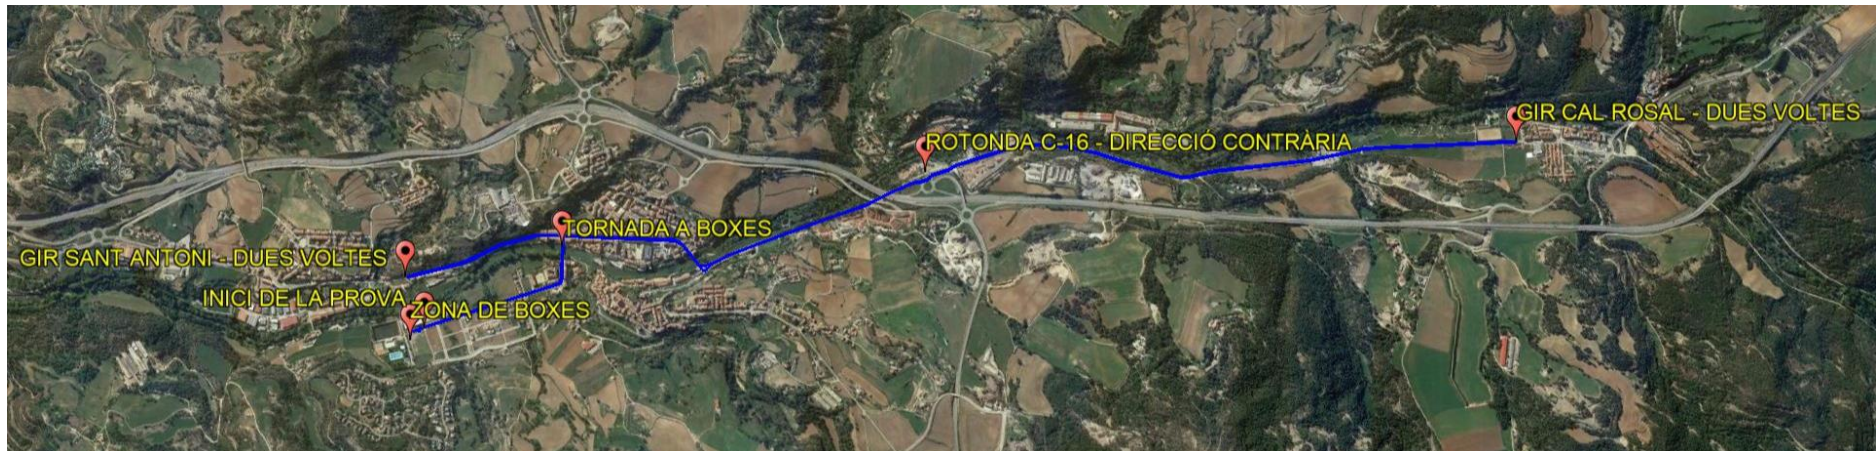 GIR CAL ROSAL - DUES VOLTES
ROTONDA C-16 - DIRECCIÓ CONTRÀRIA
TORNADA A BOXES
GIR SANT ANTONI - DUES VOLTES
INICI DE LA PROVA
ZONA DE BOXES